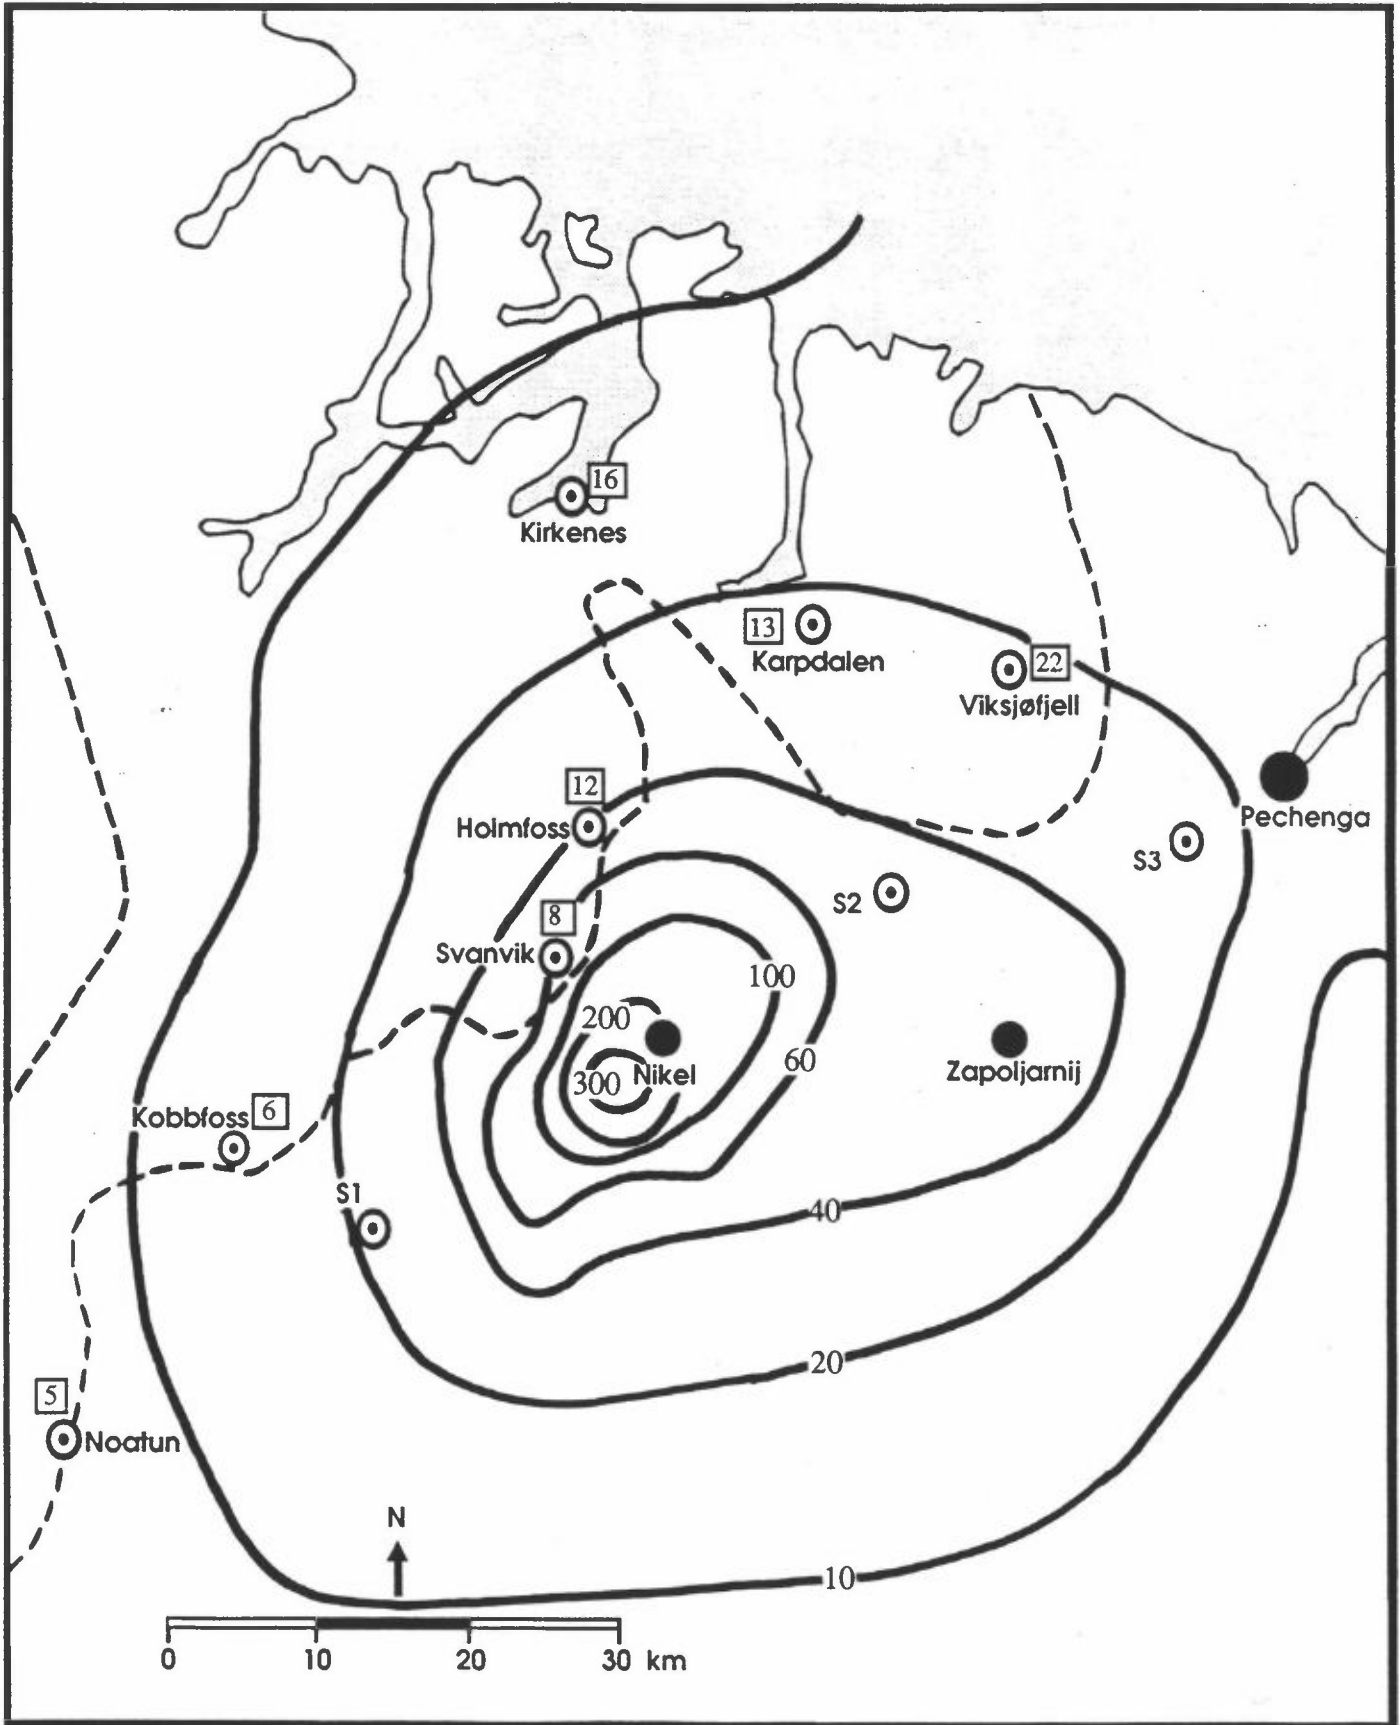 16
Kirkenes
13
Karpdalen
22
Viksjøfjell
12
Holmfoss
Pechenga
S3
S2
8
Svanvik
100
200
60
300
Nikel
Zapoljarnij
Kobbfoss
6
S1
40
20
5
Noatun
N
10
0 10 20 30 km